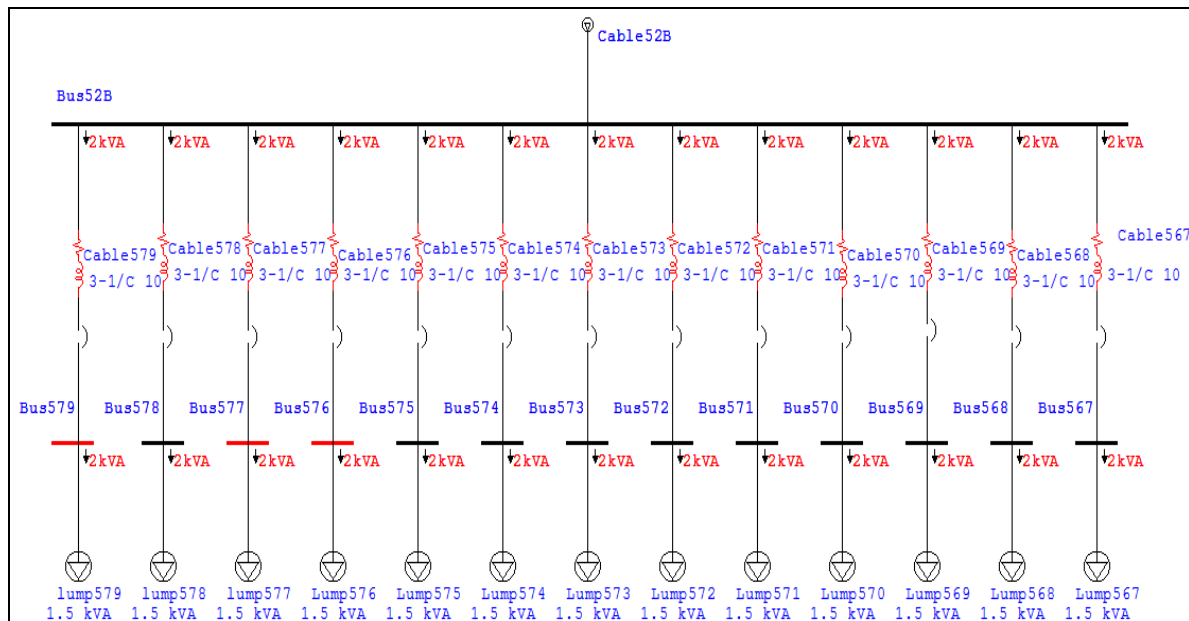 Cable52B
Bus52B
2kVA 2kVA 2kVA 2kVA 2kVA 2kVA 2kVA 2kVA 2kVA 2kVA 2kVA 2kVA 2kVA
Cable579 Cable578 Cable577 Cable576 Cable575 Cable574 Cable573 Cable572 Cable571 Cable570 Cable569 Cable568 Cable567
3-1/C 10 3-1/C 10 3-1/C 10 3-1/C 10 3-1/C 10 3-1/C 10 3-1/C 10 3-1/C 10 3-1/C 10 3-1/C 10 3-1/C 10 3-1/C 10 3-1/C 10
Bus579 Bus578 Bus577 Bus576 Bus575 Bus574 Bus573 Bus572 Bus571 Bus570 Bus569 Bus568 Bus567
2kVA 2kVA 2kVA 2kVA 2kVA 2kVA 2kVA 2kVA 2kVA 2kVA 2kVA 2kVA 2kVA
lump579 lump578 lump577 Lump576 Lump575 Lump574 Lump573 Lump572 Lump571 Lump570 Lump569 Lump568 Lump567
1.5 kVA 1.5 kVA 1.5 kVA 1.5 kVA 1.5 kVA 1.5 kVA 1.5 kVA 1.5 kVA 1.5 kVA 1.5 kVA 1.5 kVA 1.5 kVA 1.5 kVA